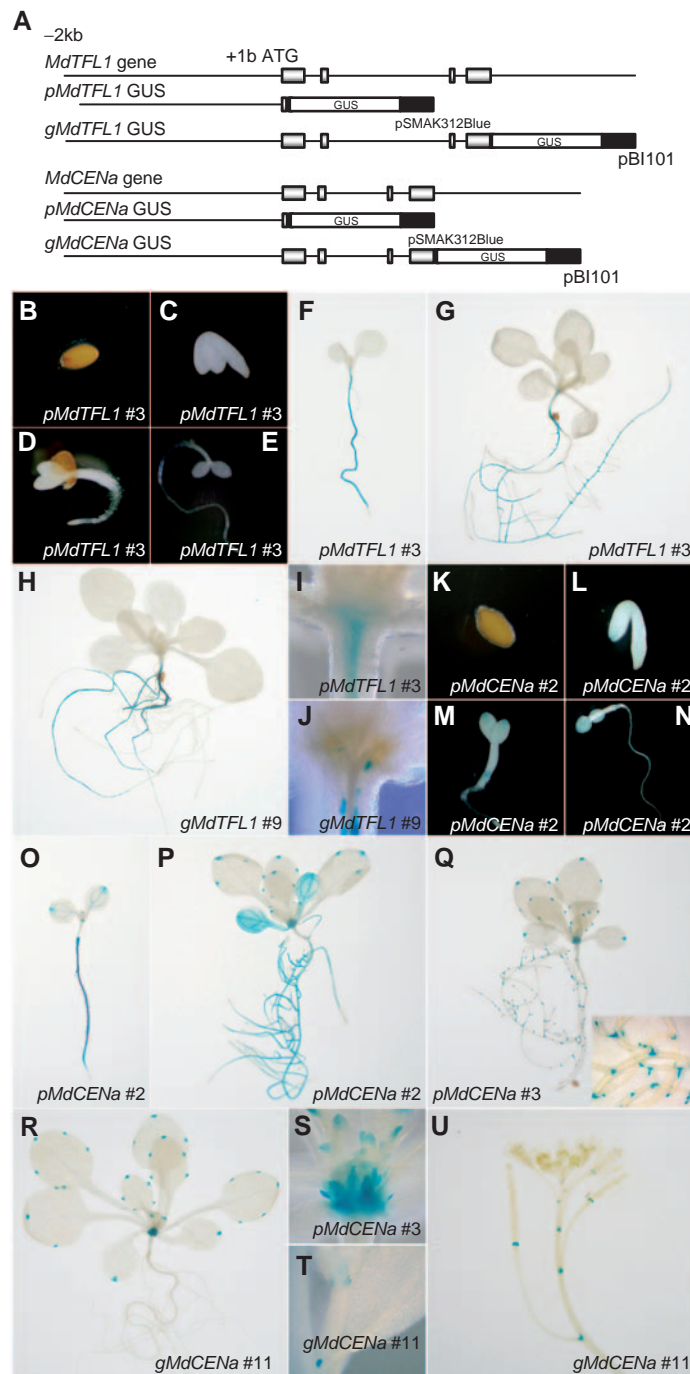 A
–2kb
+1b ATG
MdTFL1 gene
pMdTFL1 GUS
GUS
pSMAK312Blue
gMdTFL1 GUS
GUS
pBI101
MdCENa gene
pMdCENa GUS
GUS
pSMAK312Blue
gMdCENa GUS
GUS
pBI101
B
pMdTFL1 #3
C
pMdTFL1 #3
D
pMdTFL1 #3
E
pMdTFL1 #3
F
pMdTFL1 #3
G
pMdTFL1 #3
H
gMdTFL1 #9
I
pMdTFL1 #3
J
gMdTFL1 #9
K
pMdCENa #2
L
pMdCENa #2
M
pMdCENa #2
N
pMdCENa #2
O
pMdCENa #2
P
pMdCENa #2
Q
pMdCENa #3
R
gMdCENa #11
S
pMdCENa #3
T
gMdCENa #11
U
gMdCENa #11